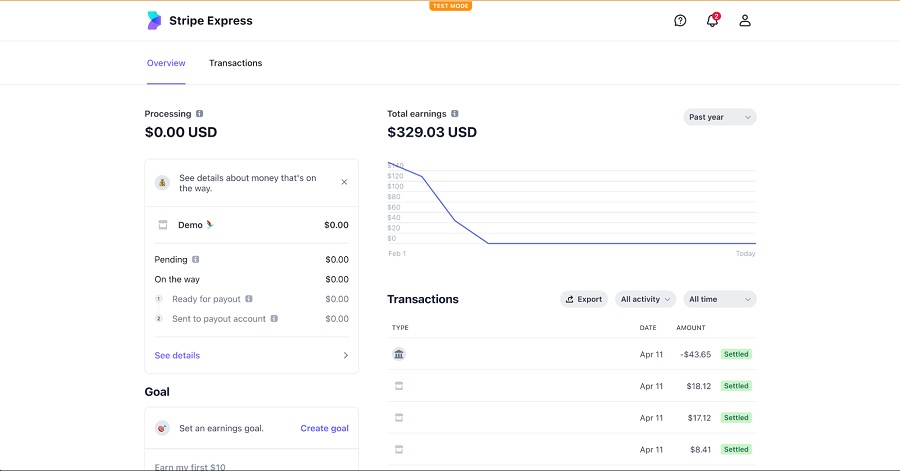 TEST MODE
Stripe Express
2
Overview
Transactions
Processing
$0.00 USD
See details about money that's on
the way.
Demo
$0.00
Pending
$0.00
On the way
$0.00
1 Ready for payout
$0.00
2 Sent to payout account
$0.00
See details
Goal
Set an earnings goal.
Create goal
Earn my first $10
Total earnings
$329.03 USD
Past year
$140
$120
$100
$80
$60
$40
$20
$0
Feb 1
Today
Transactions
Export
All activity
All time
TYPE DATE AMOUNT
Apr 11 -$43.65 Settled
Apr 11 $18.12 Settled
Apr 11 $17.12 Settled
Apr 11 $8.41 Settled